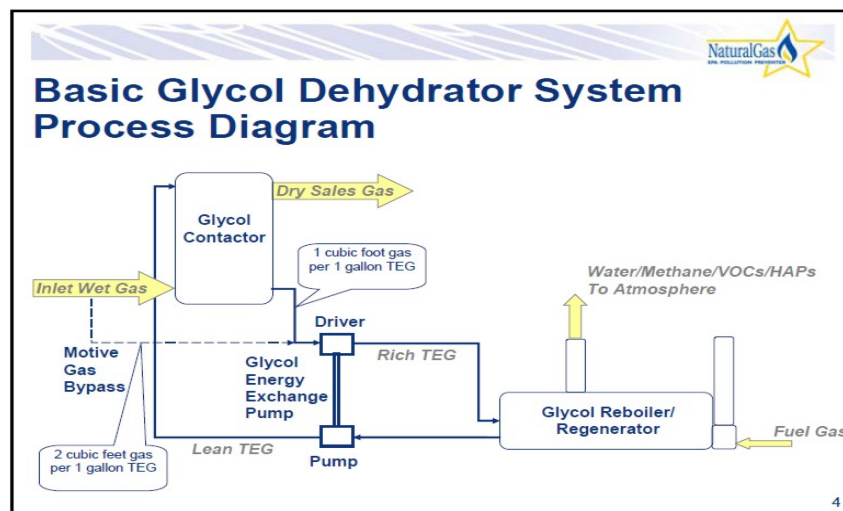 NaturalGas
EPA POLLUTION PREVENTER
Basic Glycol Dehydrator System
Process Diagram
Dry Sales Gas
Glycol
Contactor
1 cubic foot gas
per 1 gallon TEG
Inlet Wet Gas
Water/Methane/VOCs/HAPs
To Atmosphere
Driver
Motive
Gas
Bypass
Glycol
Energy
Exchange
Pump
Rich TEG
Glycol Reboiler/
Regenerator
Fuel Gas
2 cubic feet gas
per 1 gallon TEG
Lean TEG
Pump
4